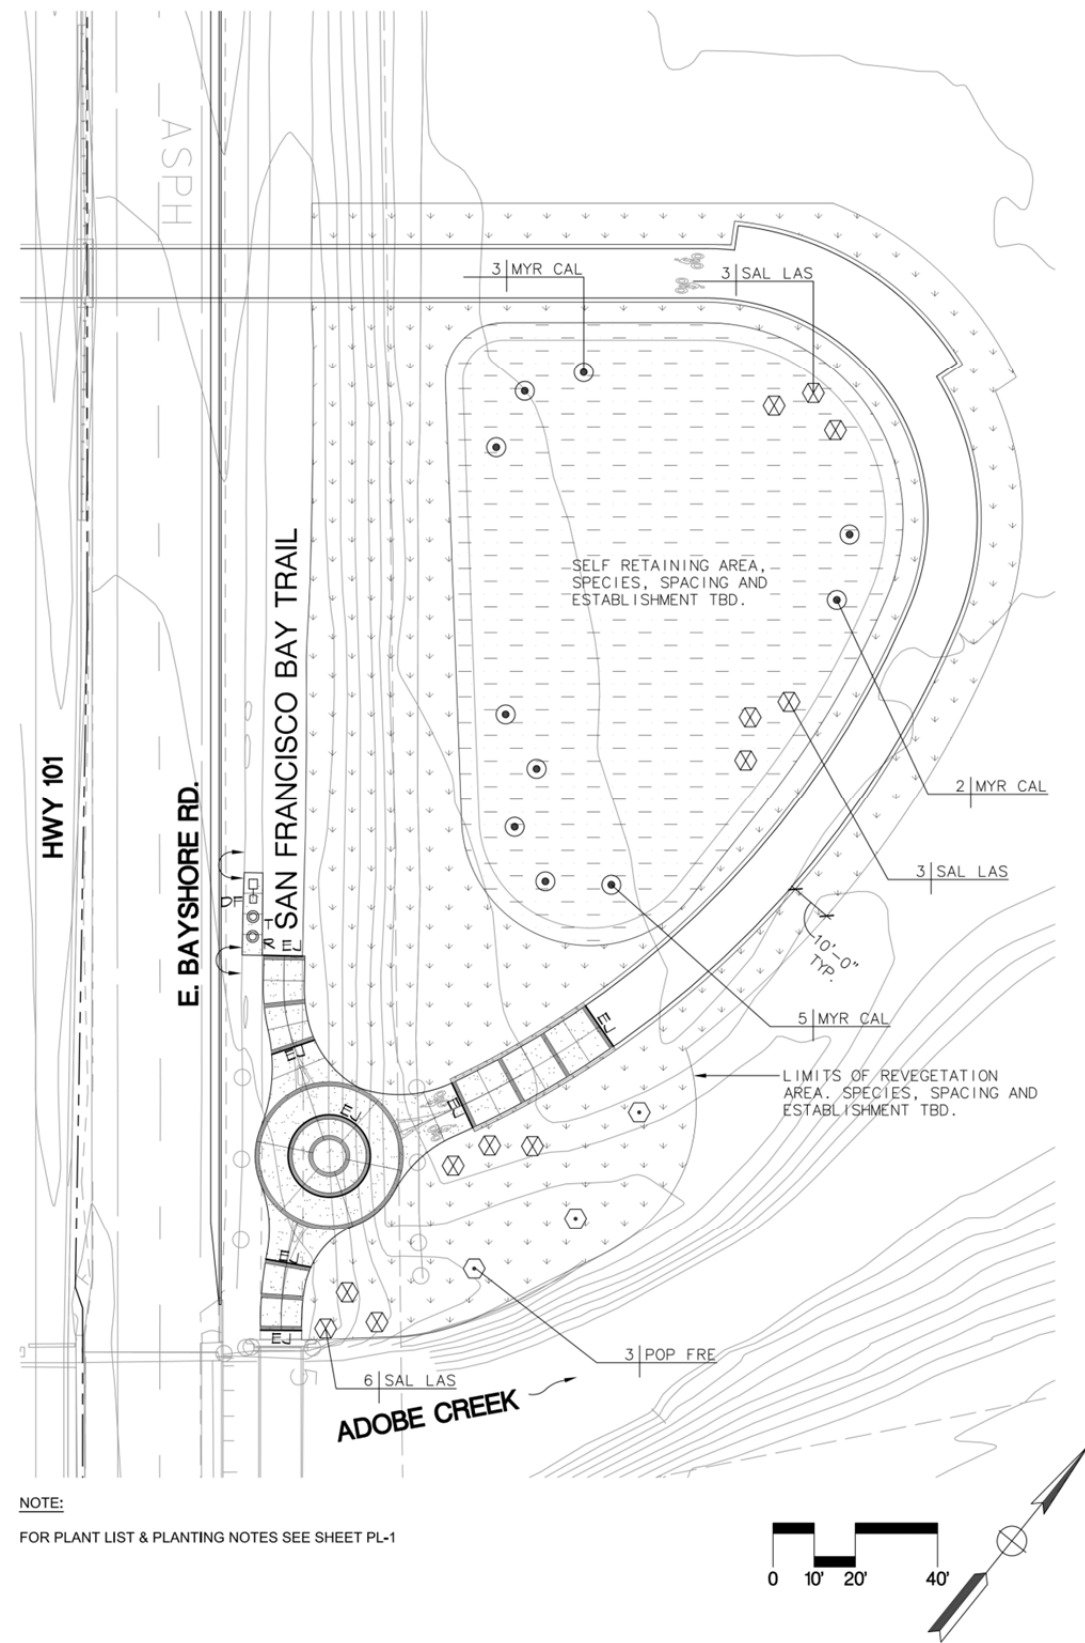 ASPH
3 MYR CAL
3 SAL LAS
SELF RETAINING AREA,
SPECIES, SPACING AND
ESTABLISHMENT TBD.
SAN FRANCISCO BAY TRAIL
HWY 101
E. BAYSHORE RD.
2 MYR CAL
3 SAL LAS
DF
T
R
EJ
10'-0"
TYP.
5 MYR CAL
EJ
EJ
LIMITS OF REVEGETATION
AREA. SPECIES, SPACING AND
ESTABLISHMENT TBD.
EJ
EJ
EJ
EJ
3 POP FRE
6 SAL LAS
ADOBE CREEK
NOTE:
FOR PLANT LIST & PLANTING NOTES SEE SHEET PL-1
0 10' 20' 40'